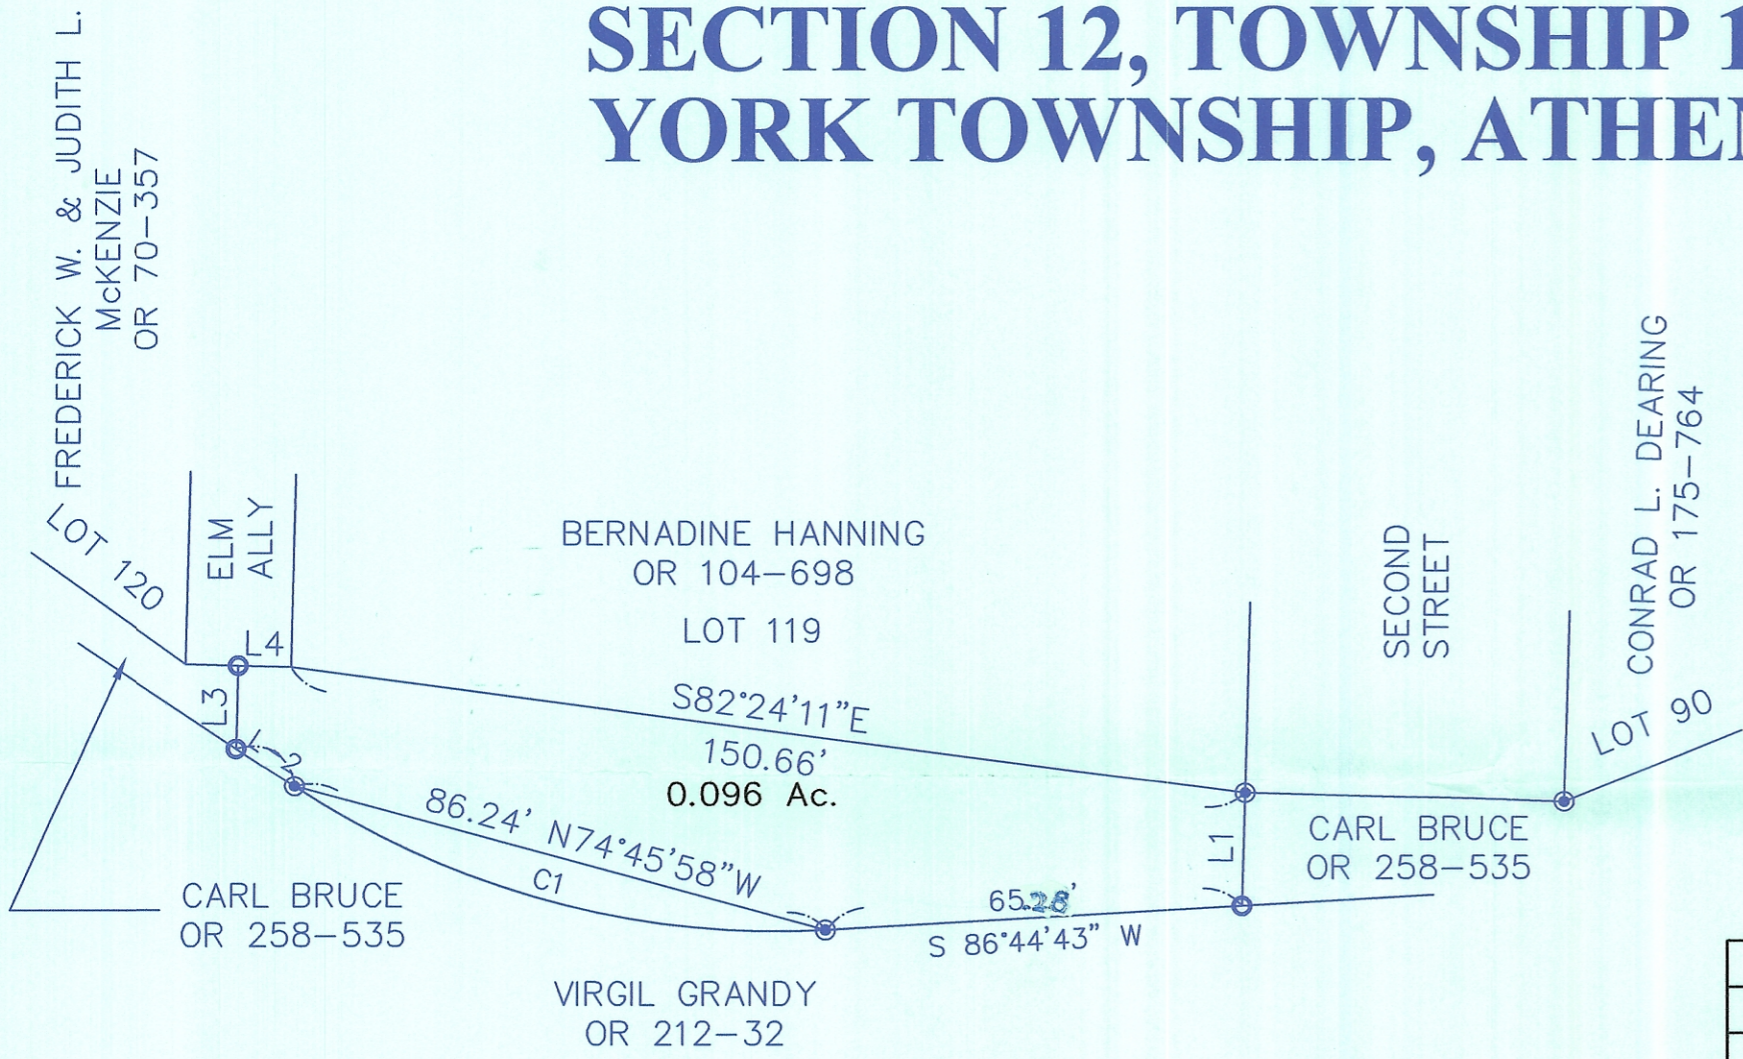 SECTION 12, TOWNSHIP 1
YORK TOWNSHIP, ATHEN
FREDERICK W. & JUDITH L.
McKENZIE
OR 70-357
LOT 120
ELM
ALLY
BERNADINE HANNING
OR 104-698
LOT 119
SECOND
STREET
CONRAD L. DEARING
OR 175-764
LOT 90
L4
L3
L2
S82°24'11"E
150.66'
0.096 Ac.
86.24' N74°45'58"W
C1
L1
CARL BRUCE
OR 258-535
CARL BRUCE
OR 258-535
65.28'
S 86°44'43" W
VIRGIL GRANDY
OR 212-32